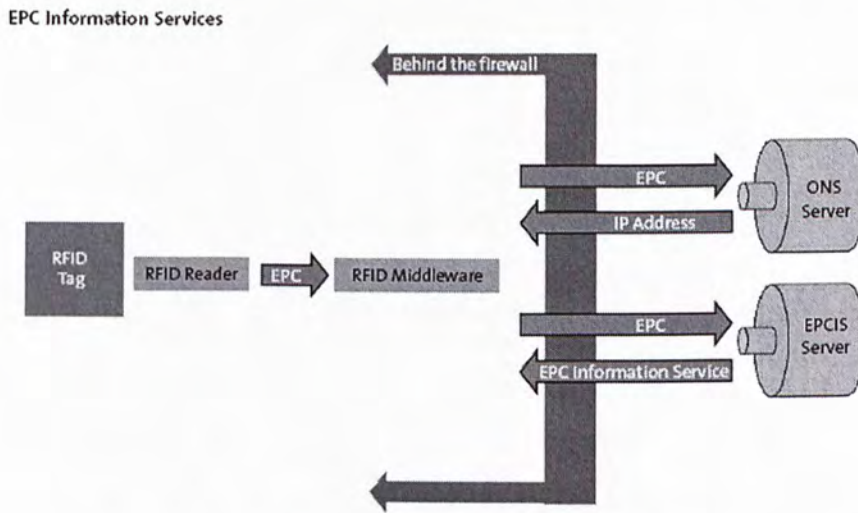 EPC Information Services
Behind the firewall
EPC
IP Address
ONS
Server
RFID
Tag
RFID Reader
EPC
RFID Middleware
EPC
EPC Information Service
EPCIS
Server